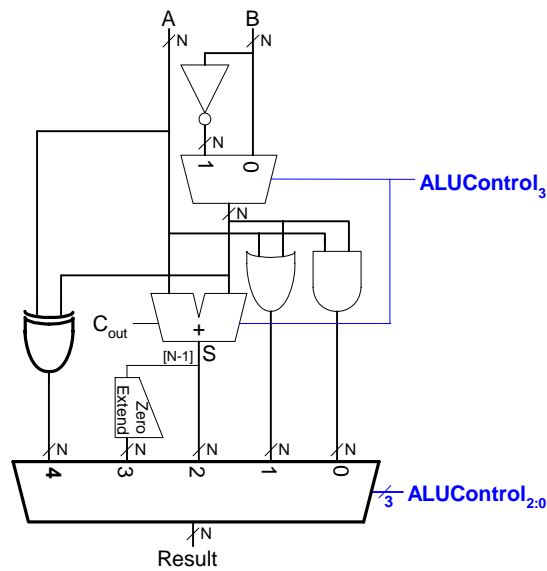 A B
N N
N
1 0
ALUControl3
N
Cout
+
[N-1] S
Zero
Extend
N N N N N
4 3 2 1 0
3 ALUControl2:0
N
Result